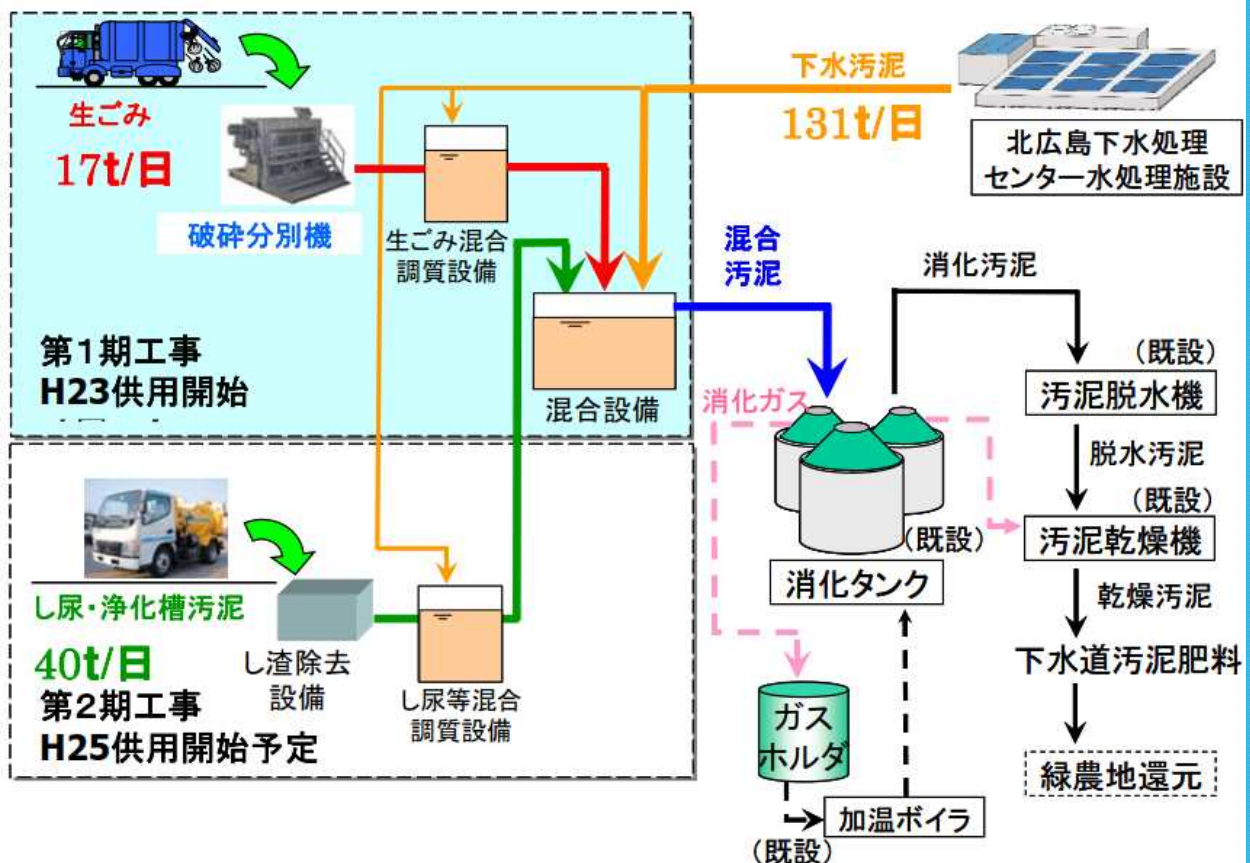 生ごみ
17t/日
破砕分別機
生ごみ混合
調質設備
第1期工事
H23供用開始
混合設備
下水汚泥
131t/日
北広島下水処理
センター水処理施設
混合
汚泥
消化汚泥
消化ガス
(既設)
汚泥脱水機
脱水汚泥
(既設)
汚泥乾燥機
(既設)
消化タンク
乾燥汚泥
下水道汚泥肥料
緑農地還元
ガス
ホルダ
加温ボイラ
(既設)
し尿・浄化槽汚泥
40t/日
し渣除去
設備
し尿等混合
調質設備
第2期工事
H25供用開始予定